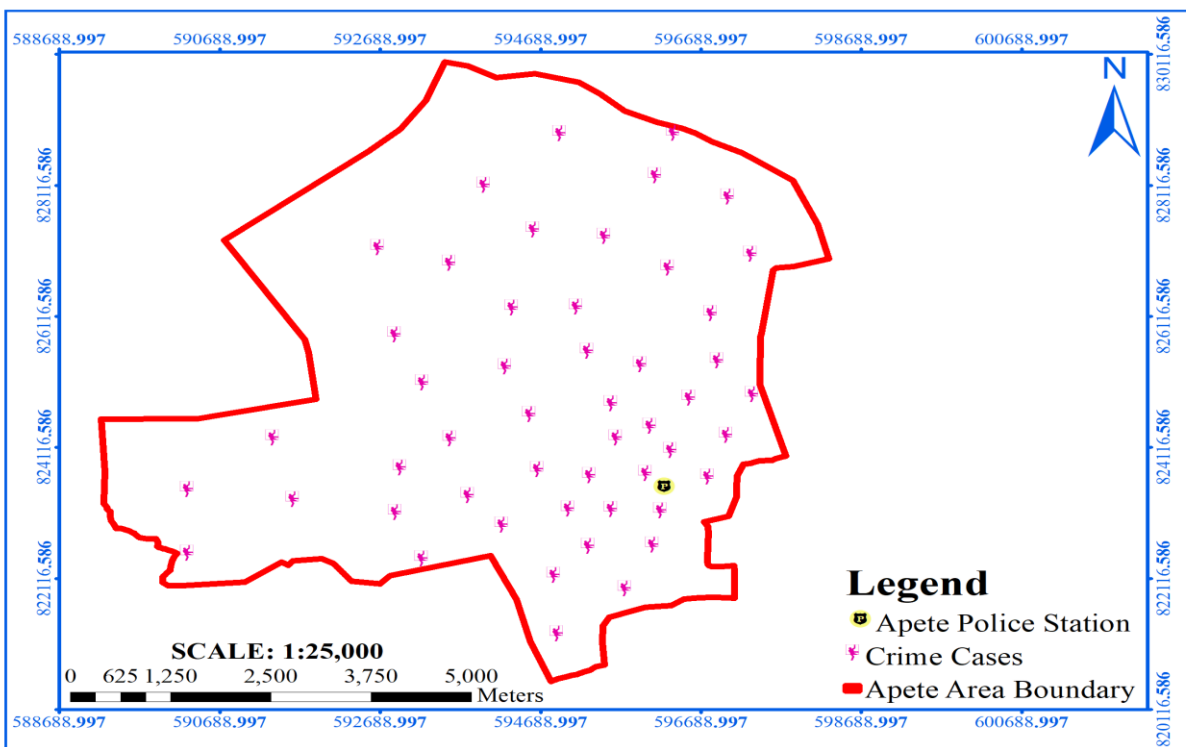 588688.997 590688.997 592688.997 594688.997 596688.997 598688.997 600688.997
830116.586
830116.586
N
828116.586
828116.586
826116.586
826116.586
824116.586
824116.586
822116.586
822116.586
Legend
Apete Police Station
Crime Cases
Apete Area Boundary
SCALE: 1:25,000
0 625 1,250 2,500 3,750 5,000
Meters
820116.586
588688.997 590688.997 592688.997 594688.997 596688.997 598688.997 600688.997